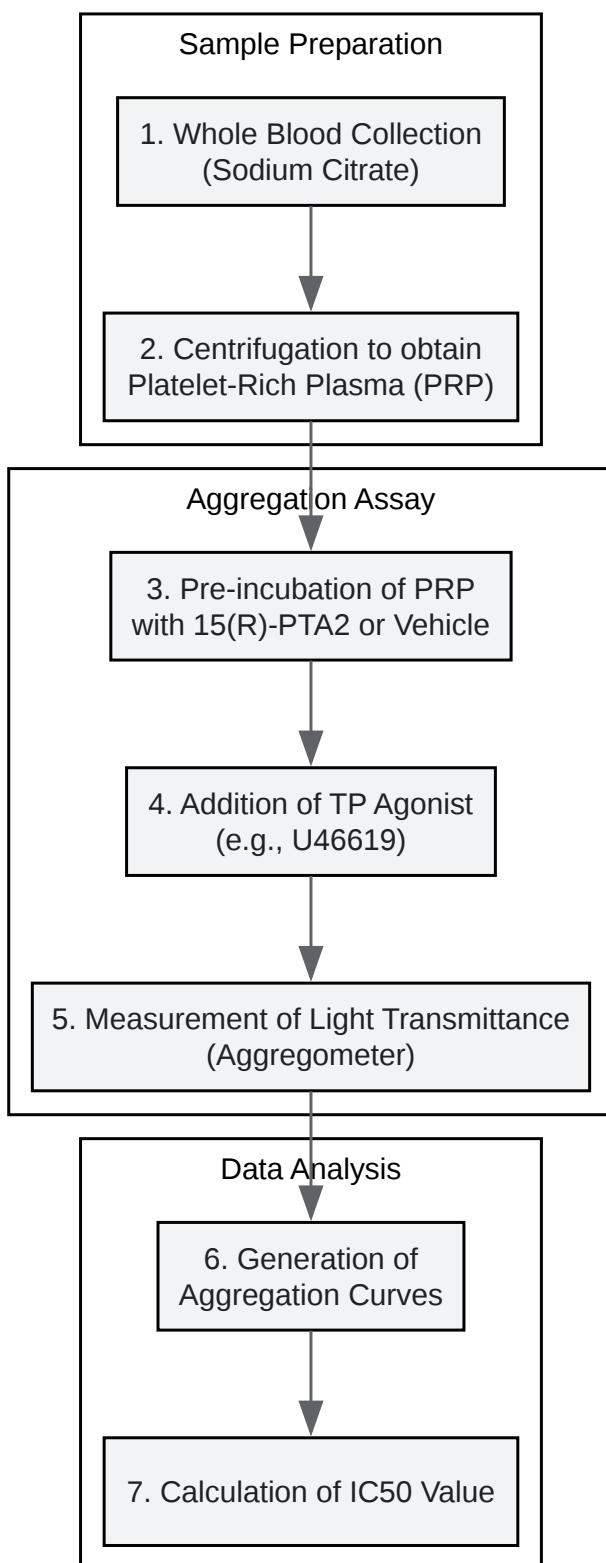 Sample Preparation
1. Whole Blood Collection
(Sodium Citrate)
2. Centrifugation to obtain
Platelet-Rich Plasma (PRP)
Aggregation Assay
3. Pre-incubation of PRP
with 15(R)-PTA2 or Vehicle
4. Addition of TP Agonist
(e.g., U46619)
5. Measurement of Light Transmittance
(Aggregometer)
Data Analysis
6. Generation of
Aggregation Curves
7. Calculation of IC50 Value